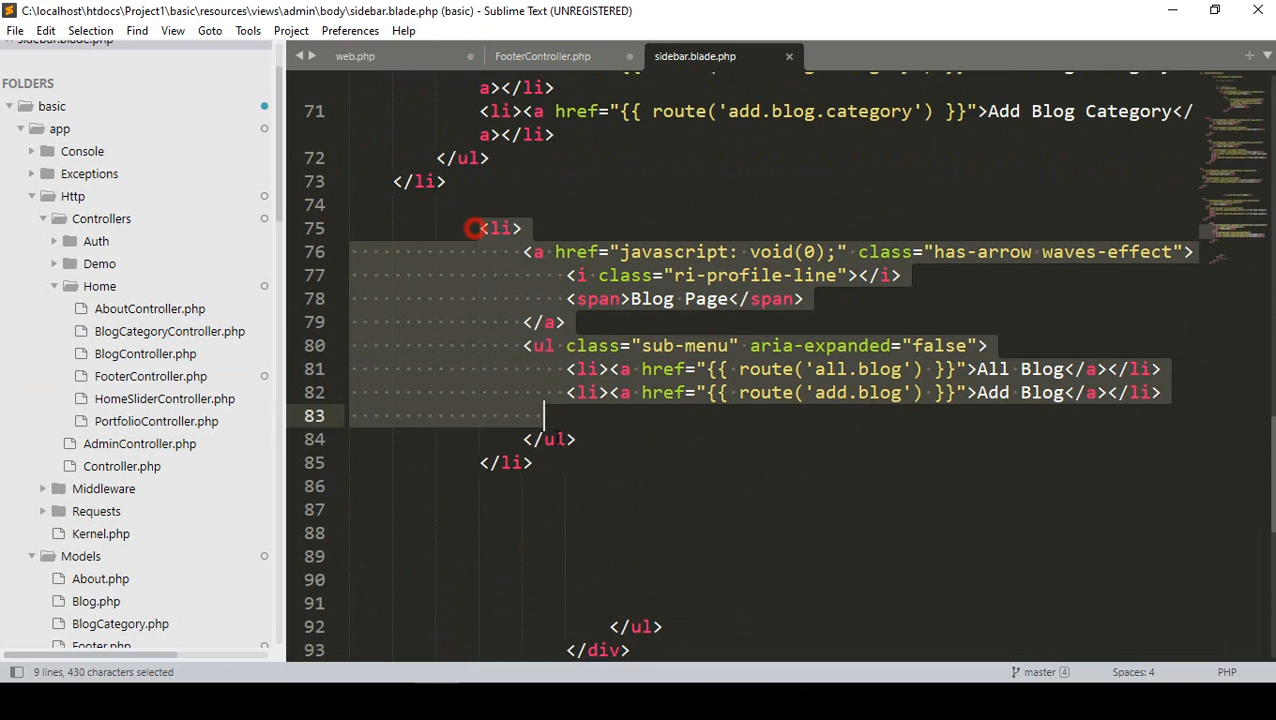 C:\localhost\htdocs\Project1\basic\resources\views\admin\body\sidebar.blade.php (basic) - Sublime Text (UNREGISTERED)
File Edit Selection Find View Goto Tools Project Preferences Help
sidebar.blade.php
web.php FooterController.php sidebar.blade.php
FOLDERS
basic
app
Console
Exceptions
Http
Controllers
Auth
Demo
Home
AboutController.php
BlogCategoryController.php
BlogController.php
FooterController.php
HomeSliderController.php
PortfolioController.php
AdminController.php
Controller.php
Middleware
Requests
Kernel.php
Models
About.php
Blog.php
BlogCategory.php
Footer.php
a></li>
71 <li><a href="{{ route('add.blog.category') }}">Add Blog Category</
a></li>
72 </ul>
73 </li>
74
75 <li>
76 <a href="javascript: void(0);" class="has-arrow waves-effect">
77 <i class="ri-profile-line"></i>
78 <span>Blog Page</span>
79 </a>
80 <ul class="sub-menu" aria-expanded="false">
81 <li><a href="{{ route('all.blog') }}">All Blog</a></li>
82 <li><a href="{{ route('add.blog') }}">Add Blog</a></li>
83
84 </ul>
85 </li>
86
87
88
89
90
91
92 </ul>
93 </div>
9 lines, 430 characters selected master 4 Spaces: 4 PHP